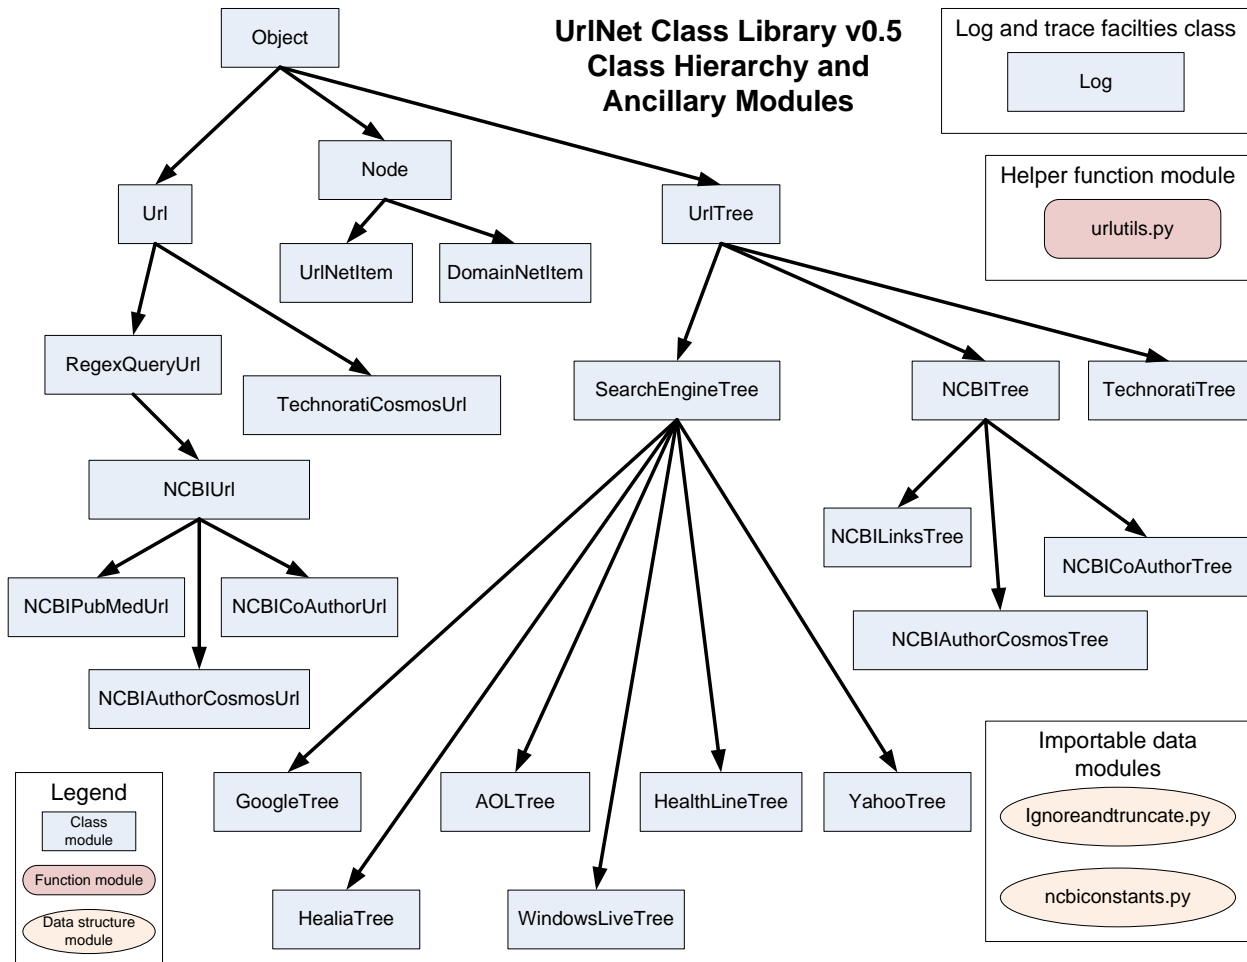 UrlNet Class Library v0.5
Class Hierarchy and
Ancillary Modules
Object
Log and trace facilties class
Log
Node
Url
UrlTree
Helper function module
urlutils.py
UrlNetItem
DomainNetItem
RegexQueryUrl
TechnoratiCosmosUrl
SearchEngineTree
NCBITree
TechnoratiTree
NCBIUrl
NCBILinksTree
NCBICoAuthorTree
NCBIPubMedUrl
NCBICoAuthorUrl
NCBIAuthorCosmosTree
NCBIAuthorCosmosUrl
GoogleTree
AOLTree
HealthLineTree
YahooTree
HealiaTree
WindowsLiveTree
Importable data
modules
Ignoreandtruncate.py
ncbiconstants.py
Legend
Class
module
Function module
Data structure
module